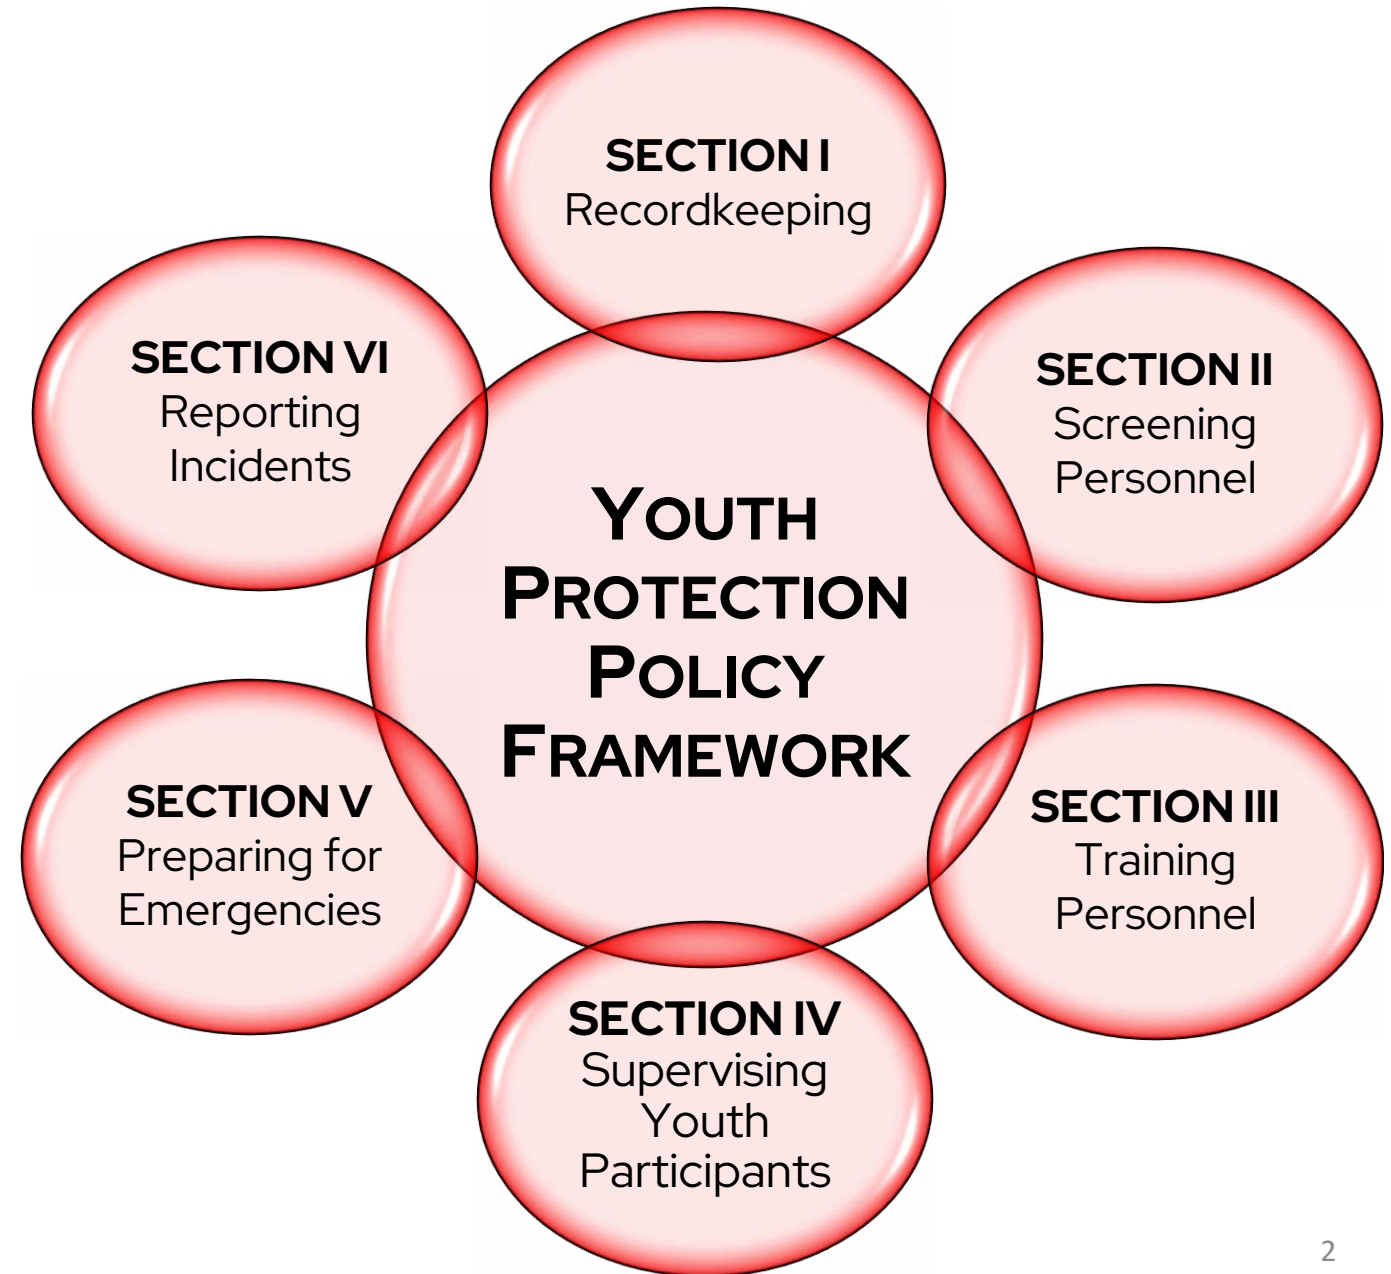 SECTION I
Recordkeeping
SECTION II
Screening
Personnel
SECTION III
Training
Personnel
SECTION IV
Supervising
Youth
Participants
SECTION V
Preparing for
Emergencies
SECTION VI
Reporting
Incidents
YOUTH
PROTECTION
POLICY
FRAMEWORK
2